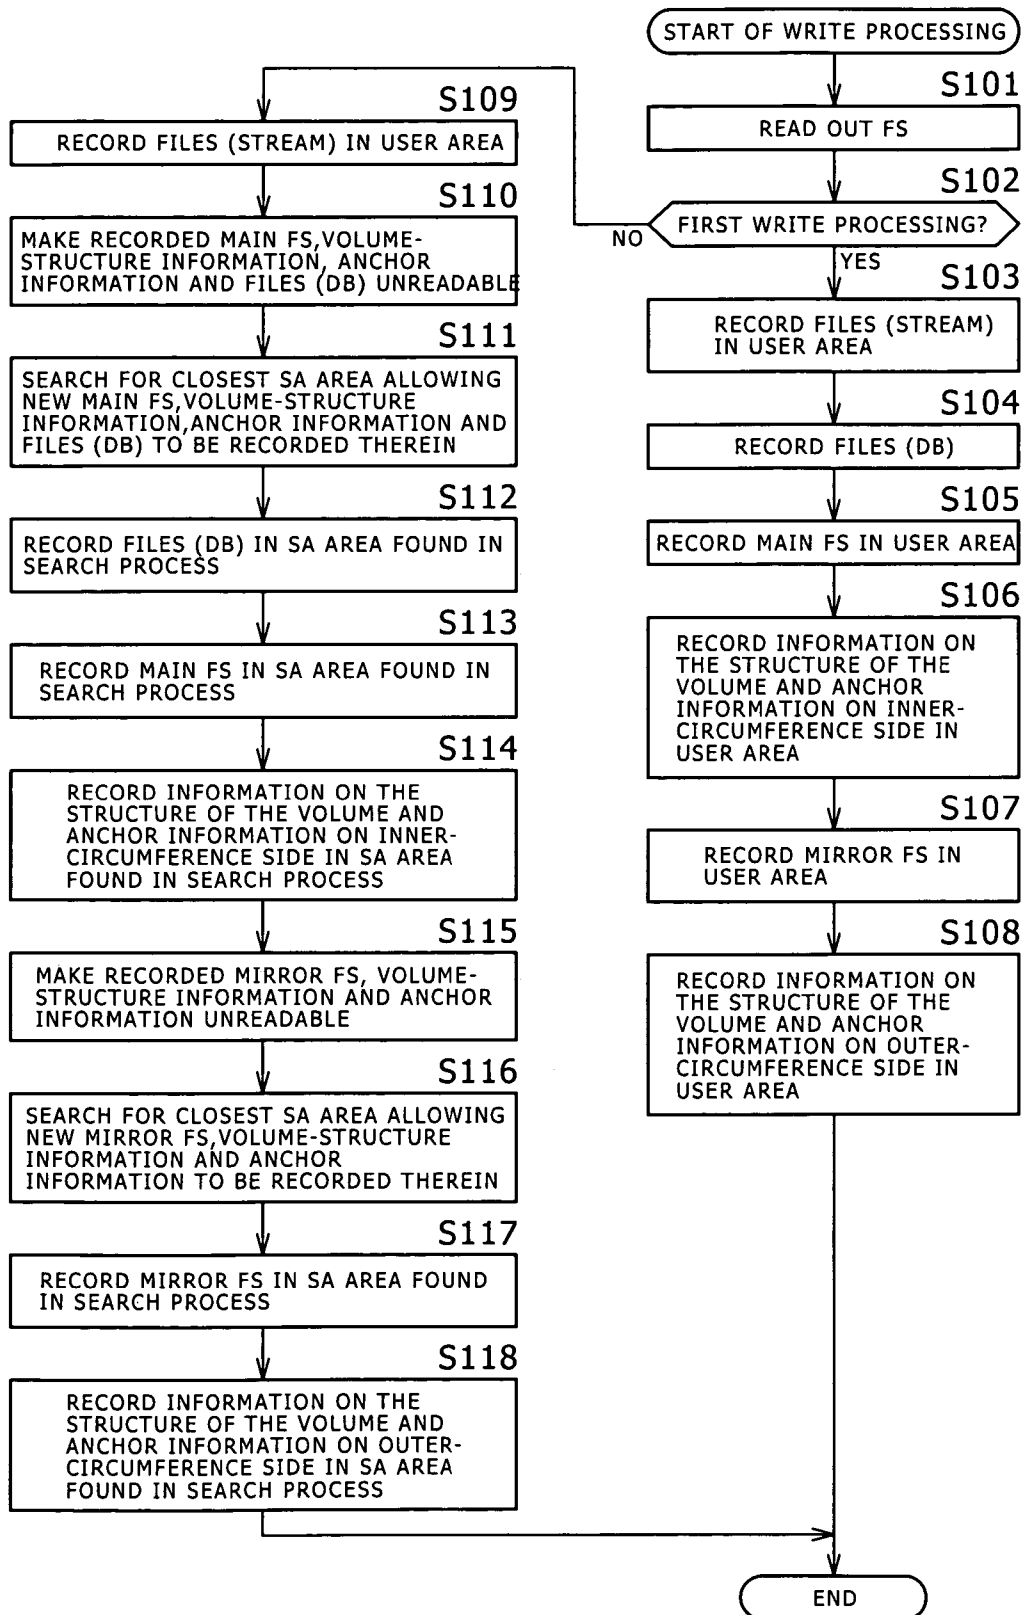 START OF WRITE PROCESSING
S101
READ OUT FS
S102
FIRST WRITE PROCESSING?
NO
YES
S103
RECORD FILES (STREAM)
IN USER AREA
S104
RECORD FILES (DB)
S105
RECORD MAIN FS IN USER AREA
S106
RECORD INFORMATION ON
THE STRUCTURE OF THE
VOLUME AND ANCHOR
INFORMATION ON INNER-
CIRCUMFERENCE SIDE IN
USER AREA
S107
RECORD MIRROR FS IN
USER AREA
S108
RECORD INFORMATION ON
THE STRUCTURE OF THE
VOLUME AND ANCHOR
INFORMATION ON OUTER-
CIRCUMFERENCE SIDE IN
USER AREA
S109
RECORD FILES (STREAM) IN USER AREA
S110
MAKE RECORDED MAIN FS,VOLUME-
STRUCTURE INFORMATION, ANCHOR
INFORMATION AND FILES (DB) UNREADABLE
S111
SEARCH FOR CLOSEST SA AREA ALLOWING
NEW MAIN FS,VOLUME-STRUCTURE
INFORMATION,ANCHOR INFORMATION AND
FILES (DB) TO BE RECORDED THEREIN
S112
RECORD FILES (DB) IN SA AREA FOUND IN
SEARCH PROCESS
S113
RECORD MAIN FS IN SA AREA FOUND IN
SEARCH PROCESS
S114
RECORD INFORMATION ON THE
STRUCTURE OF THE VOLUME AND
ANCHOR INFORMATION ON INNER-
CIRCUMFERENCE SIDE IN SA AREA
FOUND IN SEARCH PROCESS
S115
MAKE RECORDED MIRROR FS, VOLUME-
STRUCTURE INFORMATION AND ANCHOR
INFORMATION UNREADABLE
S116
SEARCH FOR CLOSEST SA AREA ALLOWING
NEW MIRROR FS,VOLUME-STRUCTURE
INFORMATION AND ANCHOR
INFORMATION TO BE RECORDED THEREIN
S117
RECORD MIRROR FS IN SA AREA FOUND
IN SEARCH PROCESS
S118
RECORD INFORMATION ON THE
STRUCTURE OF THE VOLUME AND
ANCHOR INFORMATION ON OUTER-
CIRCUMFERENCE SIDE IN SA AREA
FOUND IN SEARCH PROCESS
END